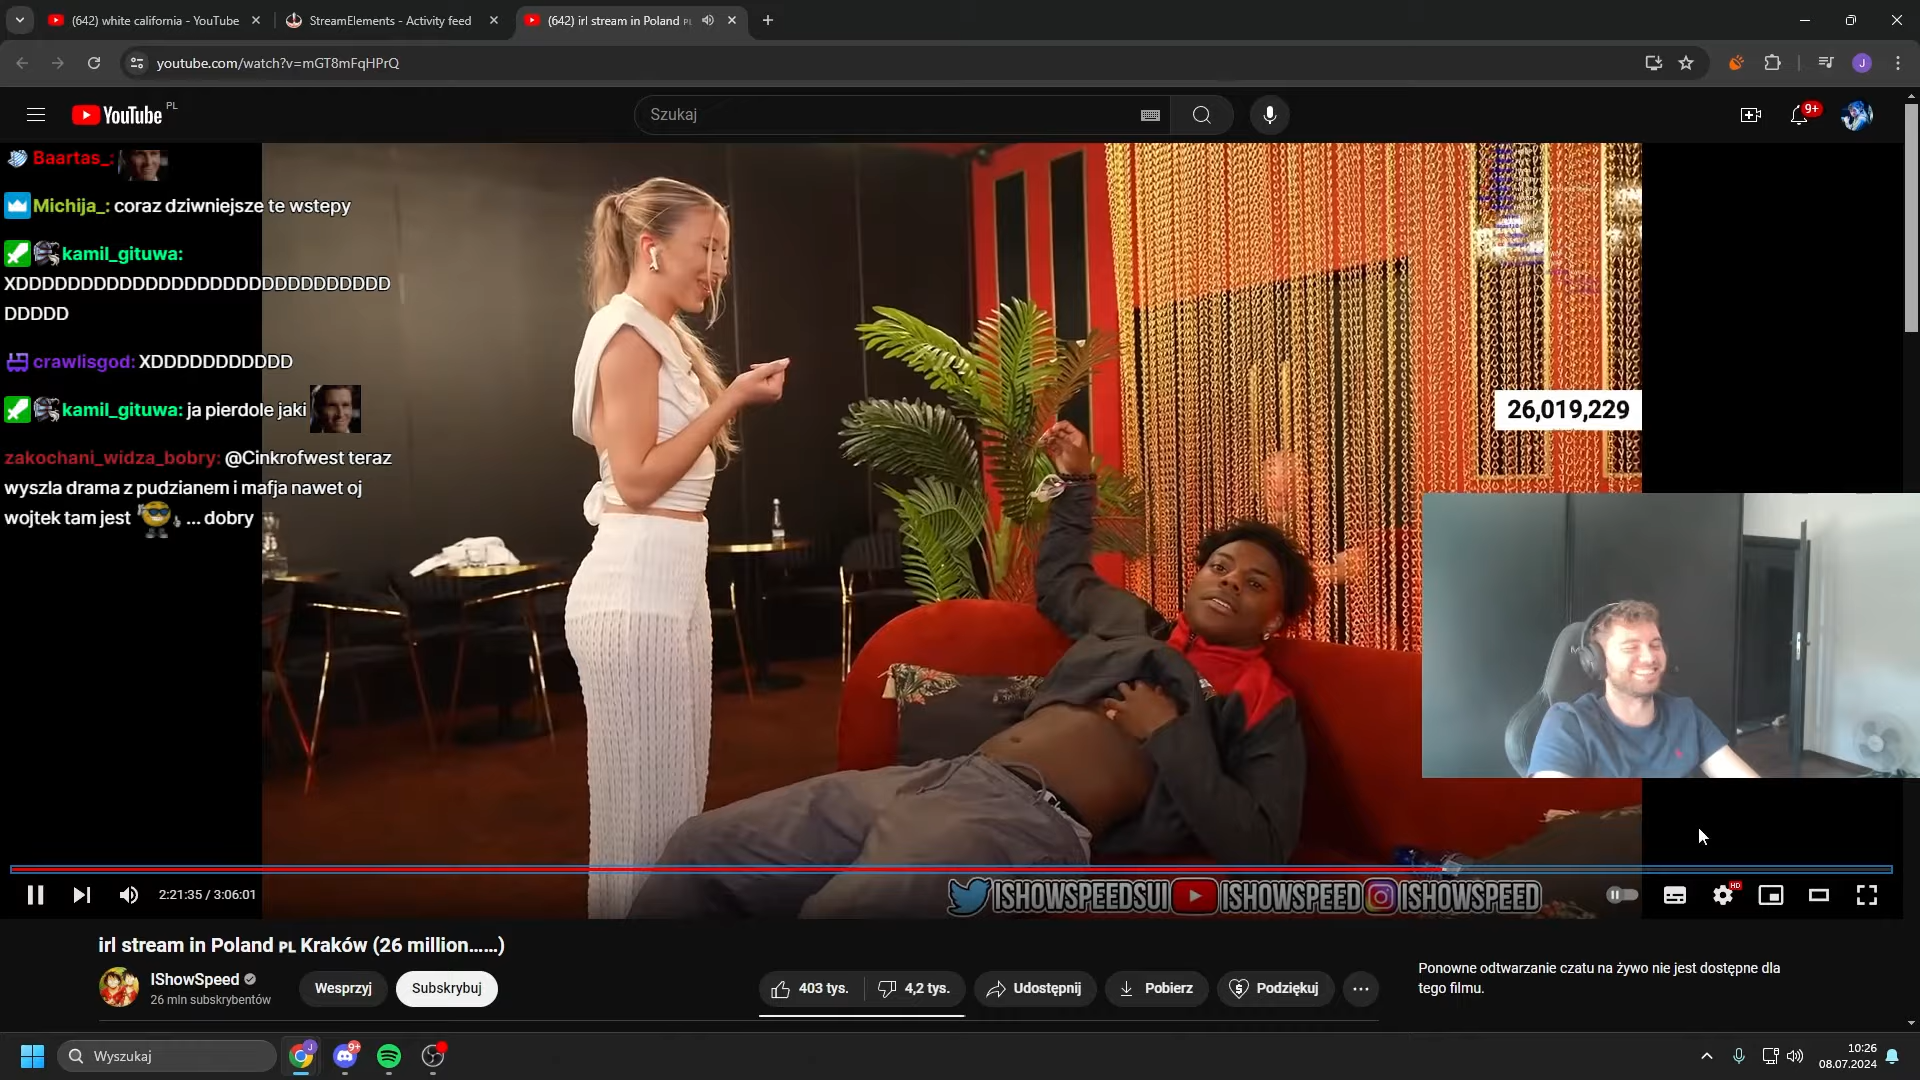 (642) white california - YouTube
StreamElements - Activity feed
(642) irl stream in Poland PL
youtube.com/watch?v=mGT8mFqHPrQ
J
YouTube PL
Szukaj
9+
Baartas_:
Michija_: coraz dziwniejsze te wstepy
kamil_gituwa:
XDDDDDDDDDDDDDDDDDDDDDDDDDDDDD
DDDDD
crawlisgod: XDDDDDDDDDDD
kamil_gituwa: ja pierdole jaki
zakochani_widza_bobry: @Cinkrofwest teraz
wyszla drama z pudzianem i mafja nawet oj
wojtek tam jest ... dobry
26,019,229
2:21:35 / 3:06:01
ISHOWSPEEDSUI ISHOWSPEED ISHOWSPEED
HD
irl stream in Poland PL Kraków (26 million......)
IShowSpeed
26 mln subskrybentów
Wesprzyj
Subskrybuj
403 tys.
4,2 tys.
Udostępnij
Pobierz
Podziękuj
Ponowne odtwarzanie czatu na żywo nie jest dostępne dla
tego filmu.
Wyszukaj
J
9+
10:26
08.07.2024